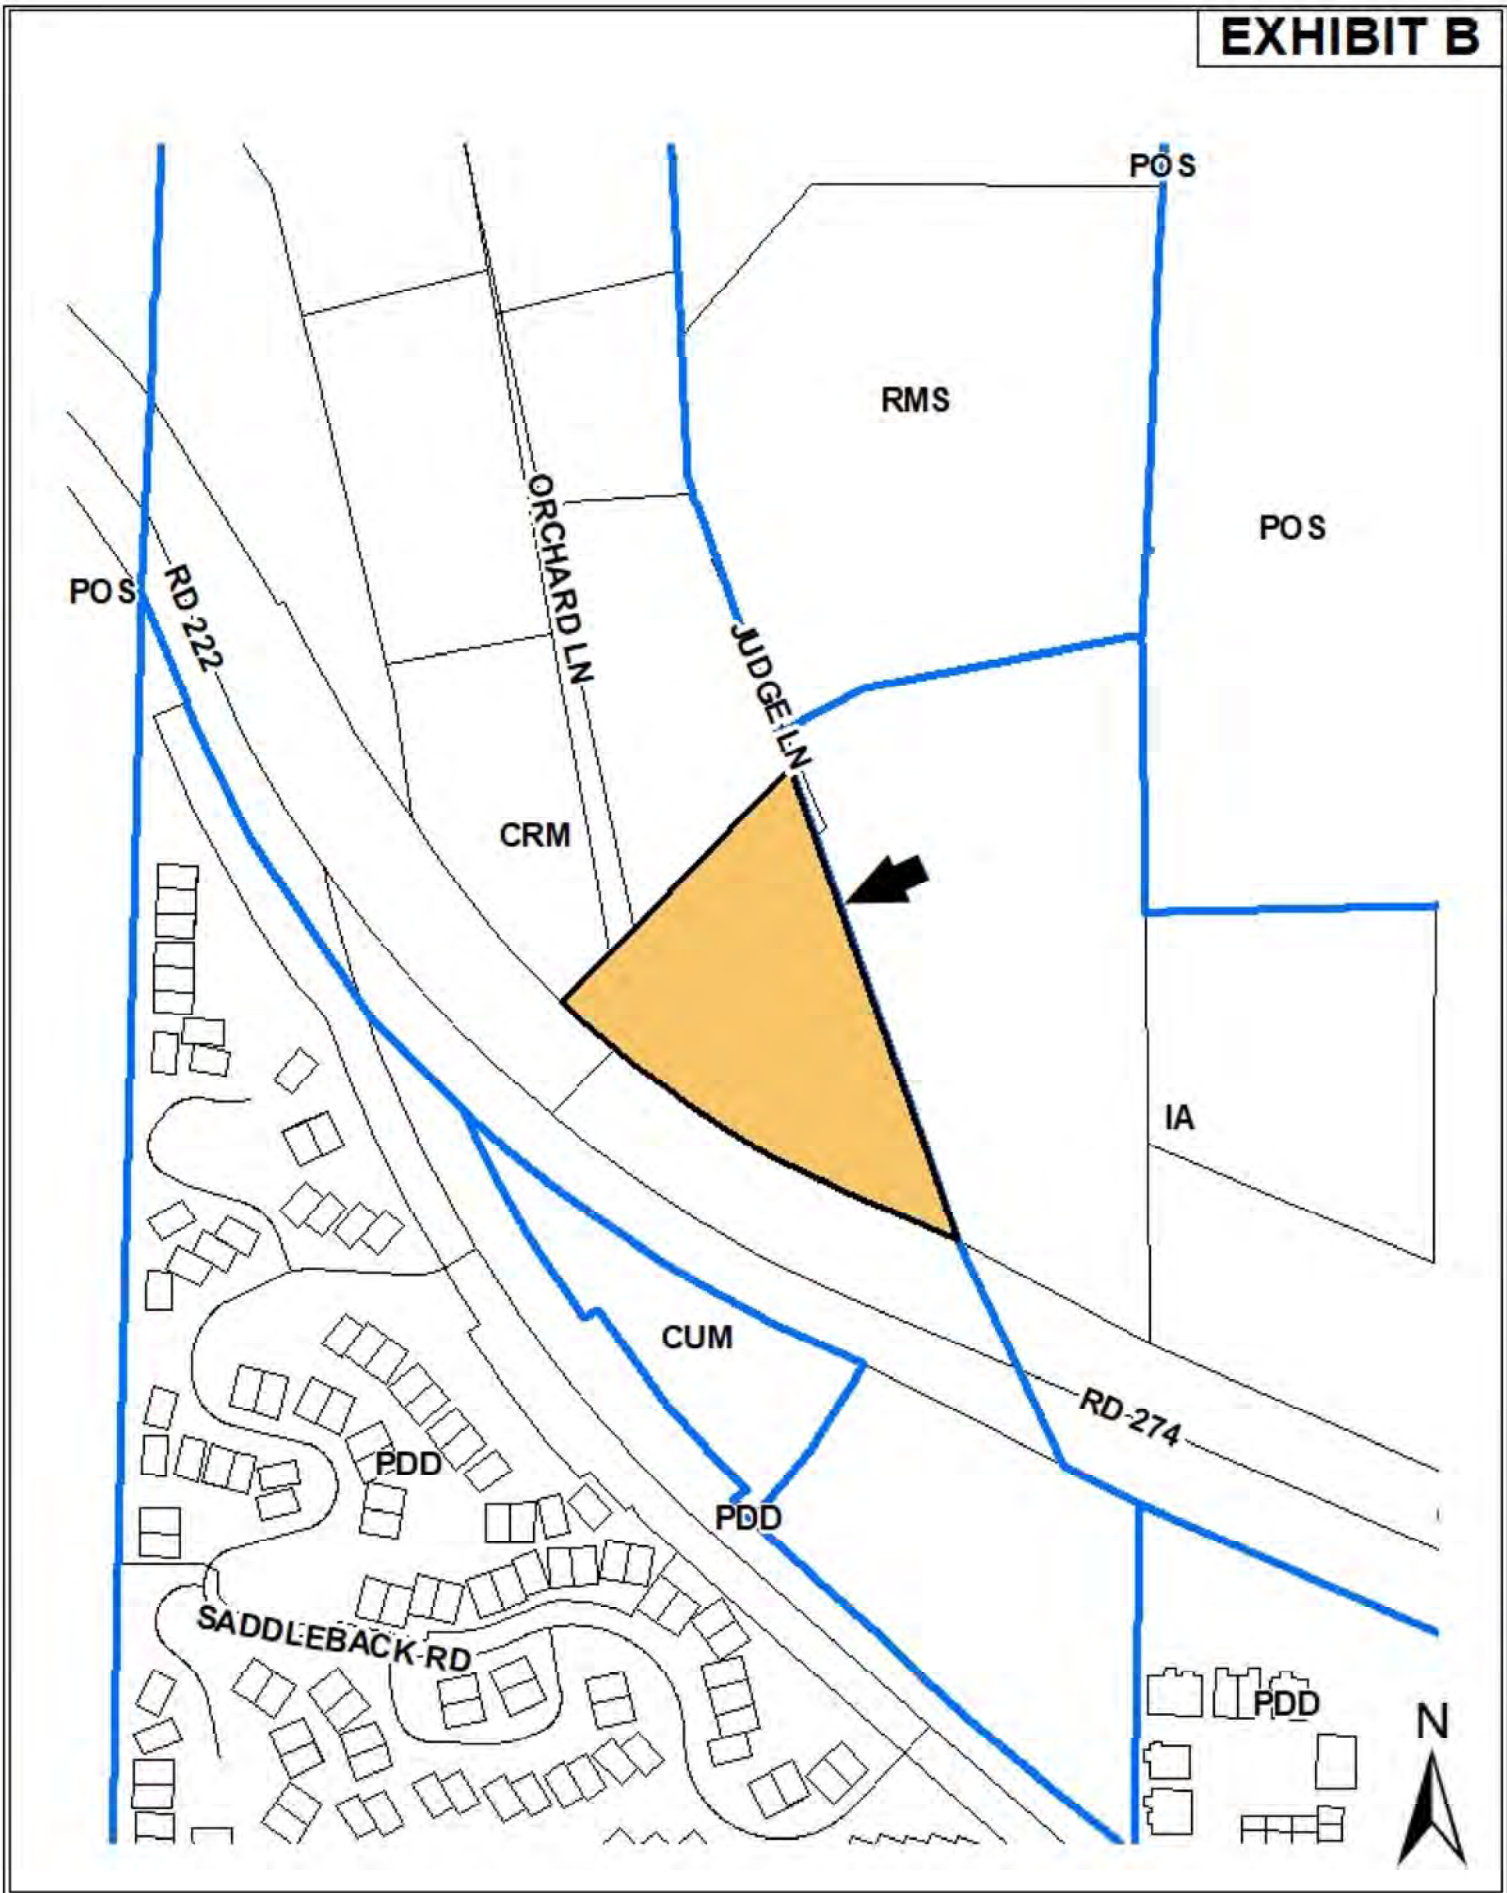 EXHIBIT B
POS
RMS
ORCHARD LN
POS
POS
RD 222
JUDGE LN
CRM
IA
CUM
RD 274
PDD
PDD
SADDLEBACK RD
PDD
N